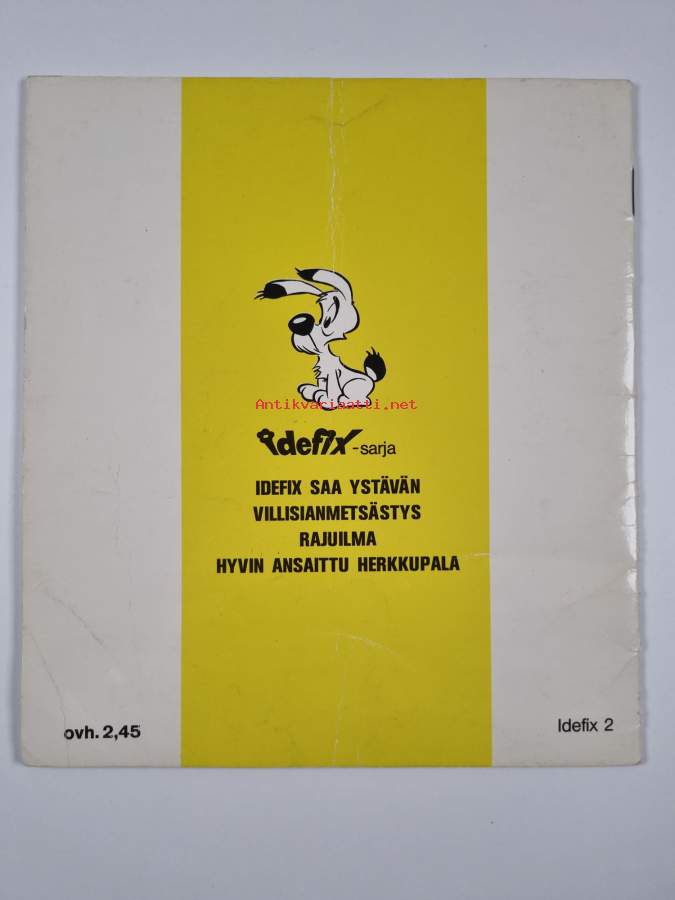 Antikvariaatti.net
idefix -sarja
IDEFIX SAA YSTÄVÄN
VILLISIANMETSÄSTYS
RAJUILMA
HYVIN ANSAITTU HERKKUPALA
ovh. 2,45
Idefix 2